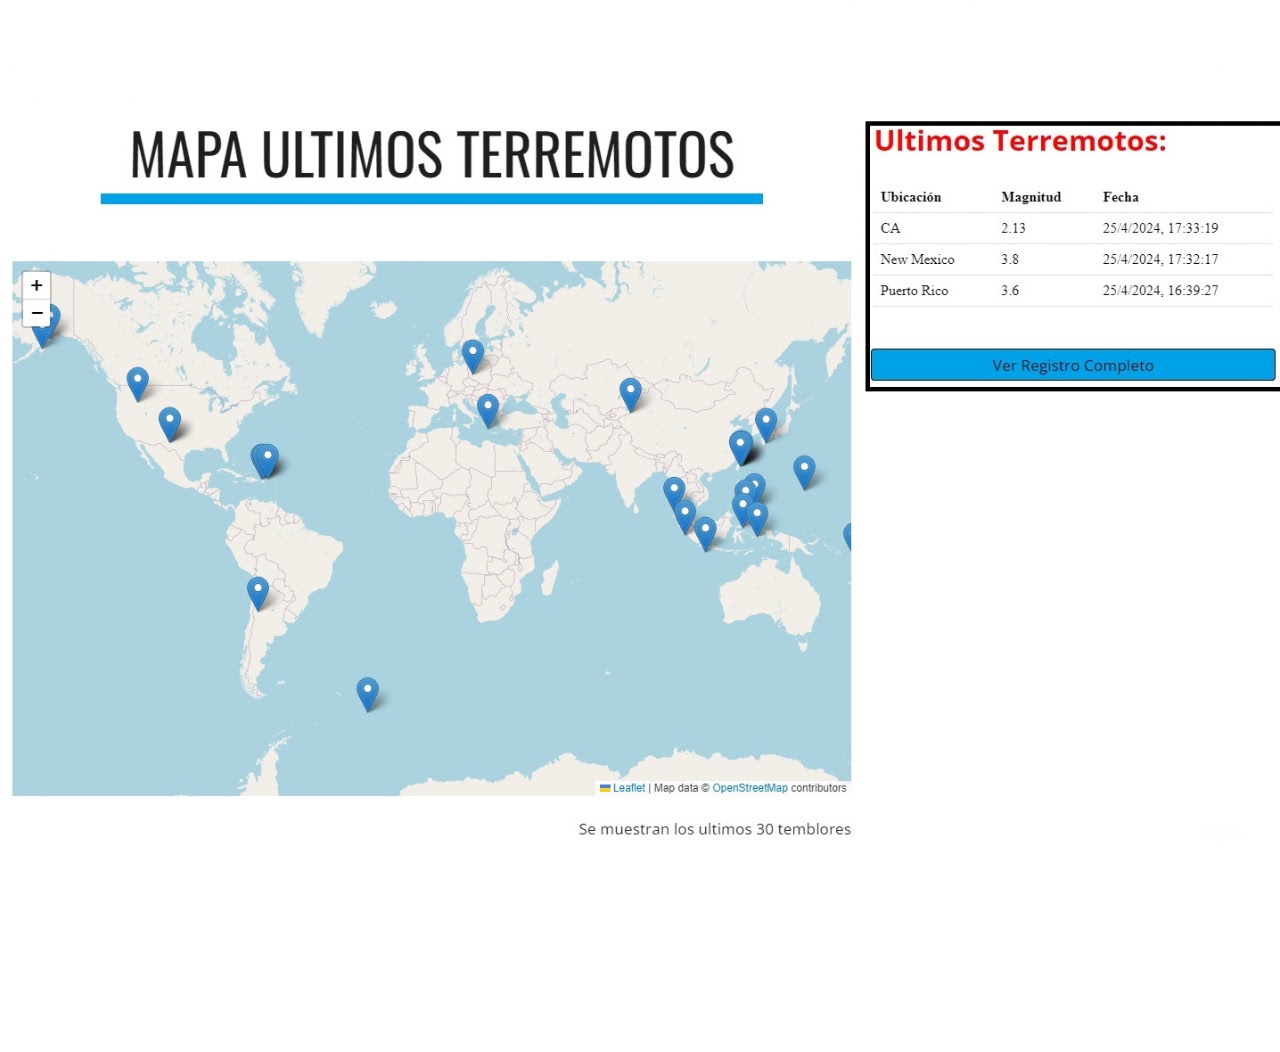 MAPA ULTIMOS TERREMOTOS
Ultimos Terremotos:
Ubicación Magnitud Fecha
CA 2.13 25/4/2024, 17:33:19
New Mexico 3.8 25/4/2024, 17:32:17
Puerto Rico 3.6 25/4/2024, 16:39:27
Ver Registro Completo
+
−
Leaflet | Map data © OpenStreetMap contributors
Se muestran los ultimos 30 temblores